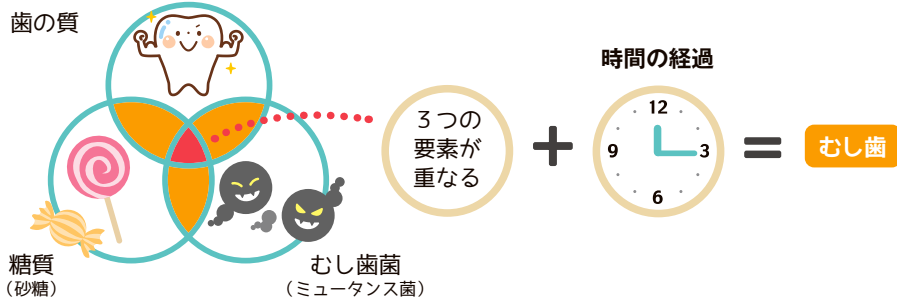 歯の質
糖質
（砂糖）
むし歯菌
（ミュータンス菌）
３つの
要素が
重なる
＋
時間の経過
12
3
6
9
＝
むし歯